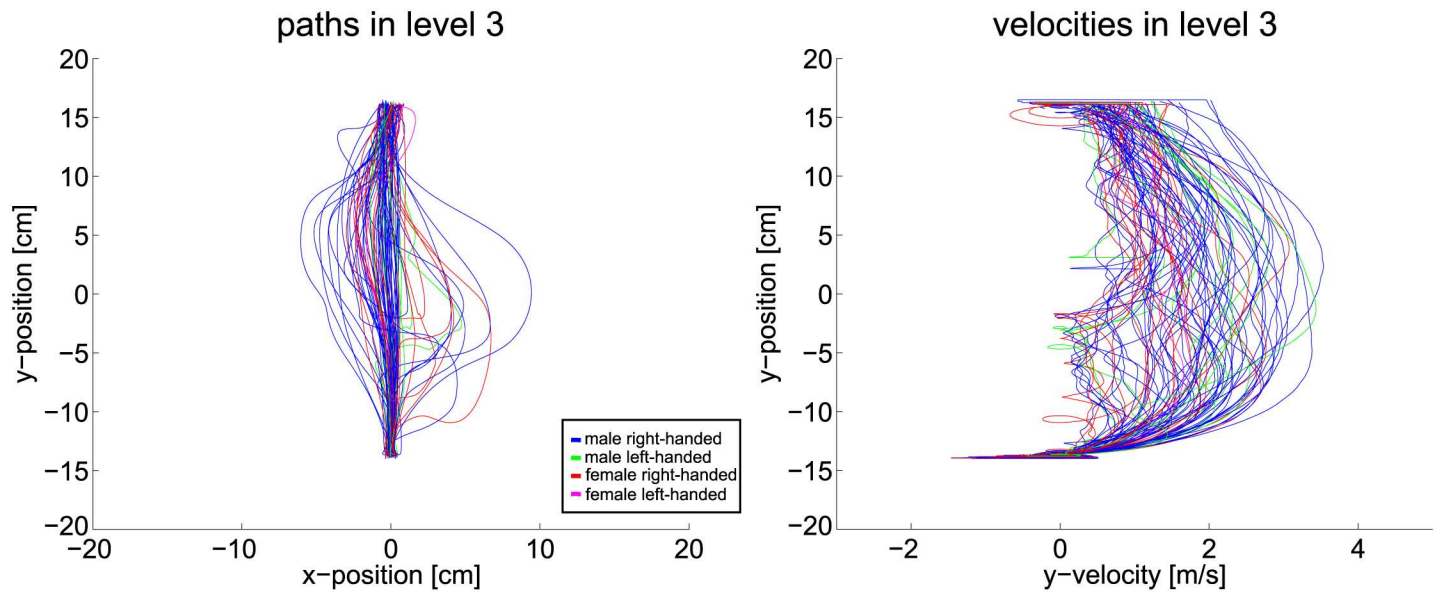 paths in level 3
20
15
10
5
0
−5
−10
−15
−20
y−position [cm]
−20
−10
0
10
20
x−position [cm]
male right-handed
male left-handed
female right-handed
female left-handed
velocities in level 3
20
15
10
5
0
−5
−10
−15
−20
y−position [cm]
−2
0
2
4
y−velocity [m/s]